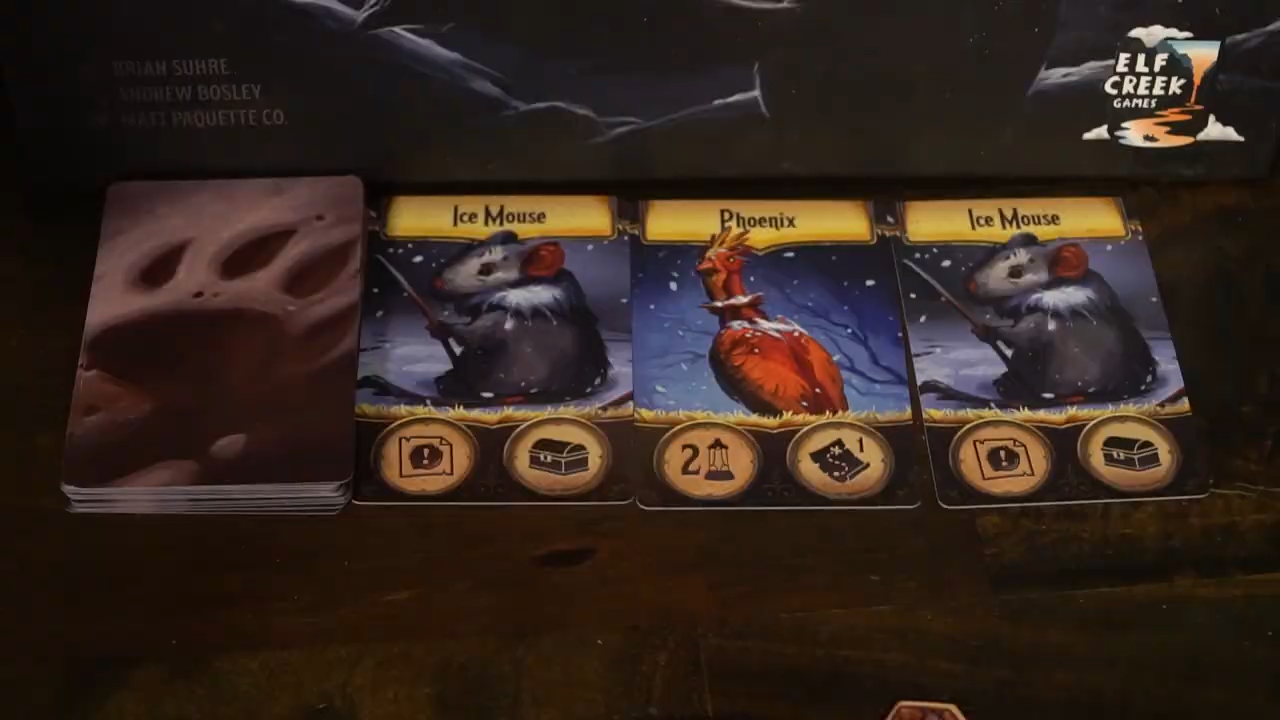 BRIAN SUHRE
ANDREW BOSLEY
MATT PAQUETTE CO.
ELF
CREEK
GAMES
Ice Mouse
Phoenix
Ice Mouse
!
2
1
!